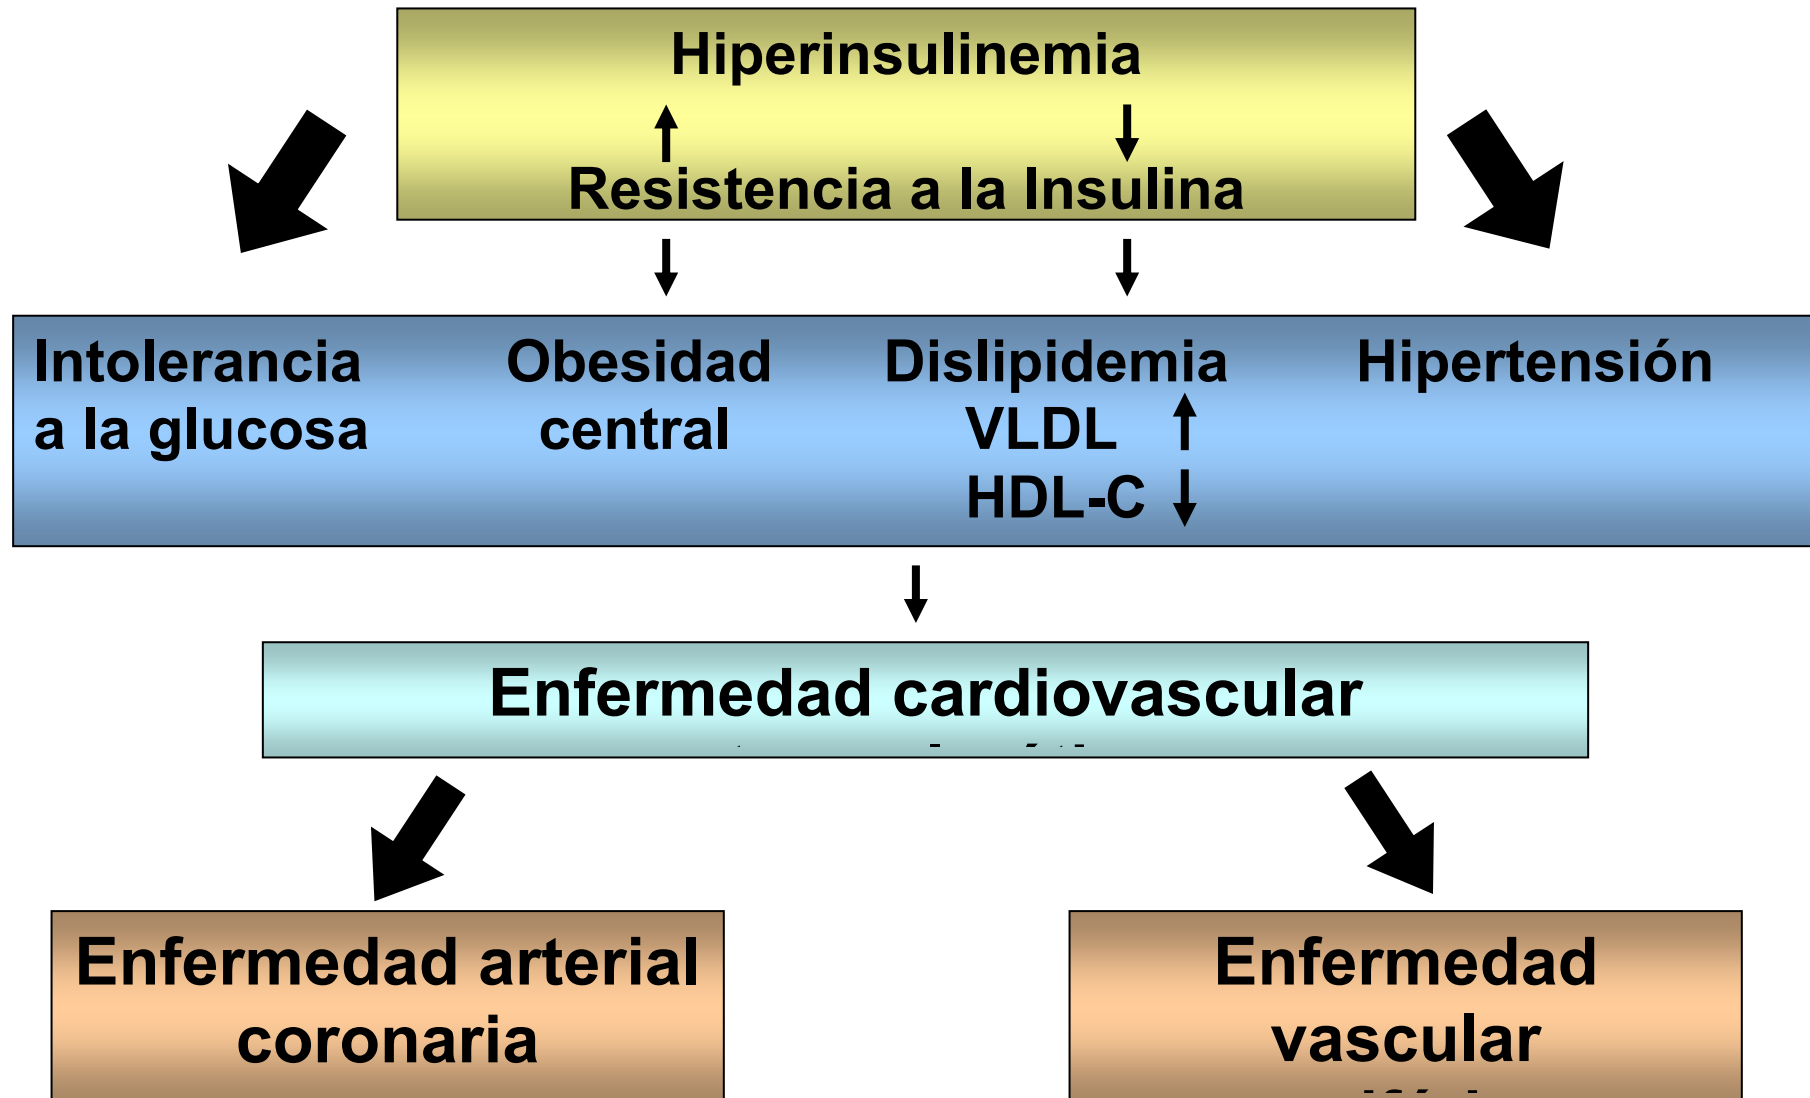 Hiperinsulinemia
Resistencia a la Insulina
Intolerancia a la glucosa
Obesidad central
Dislipidemia
VLDL
HDL-C
Hipertensión
Enfermedad cardiovascular
Enfermedad arterial
coronaria
Enfermedad
vascular